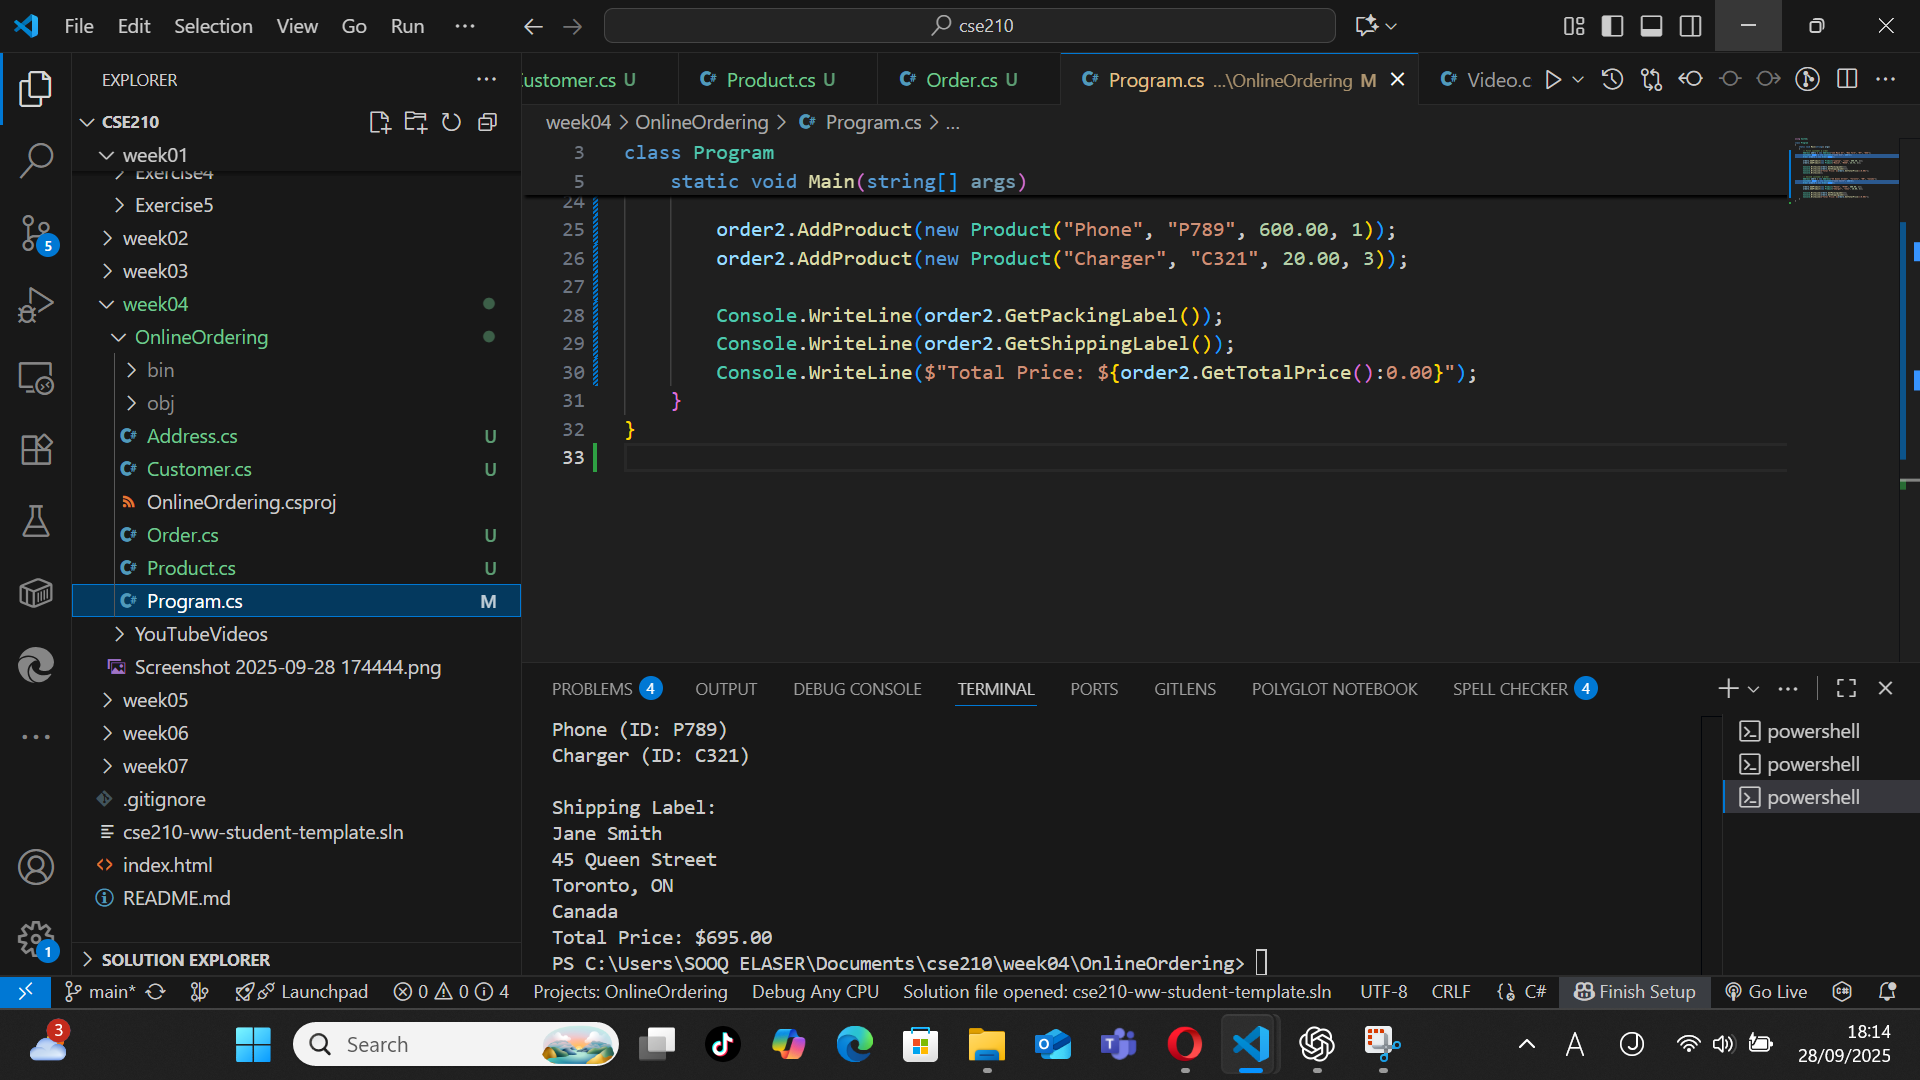 File Edit Selection View Go Run ...
cse210
EXPLORER
CSE210
week01
Exercise4
Exercise5
week02
week03
week04
OnlineOrdering
bin
obj
Address.cs U
Customer.cs U
OnlineOrdering.csproj
Order.cs U
Product.cs U
Program.cs M
YouTubeVideos
Screenshot 2025-09-28 174444.png
week05
week06
week07
.gitignore
cse210-ww-student-template.sln
index.html
README.md
SOLUTION EXPLORER
5
1
ustomer.cs U Product.cs U Order.cs U Program.cs ...\OnlineOrdering M Video.c
week04 > OnlineOrdering > Program.cs > ...
3 class Program
5 static void Main(string[] args)
24
25 order2.AddProduct(new Product("Phone", "P789", 600.00, 1));
26 order2.AddProduct(new Product("Charger", "C321", 20.00, 3));
27
28 Console.WriteLine(order2.GetPackingLabel());
29 Console.WriteLine(order2.GetShippingLabel());
30 Console.WriteLine($"Total Price: ${order2.GetTotalPrice():0.00}");
31 }
32 }
33
PROBLEMS 4 OUTPUT DEBUG CONSOLE TERMINAL PORTS GITLENS POLYGLOT NOTEBOOK SPELL CHECKER 4
Phone (ID: P789)
Charger (ID: C321)
Shipping Label:
Jane Smith
45 Queen Street
Toronto, ON
Canada
Total Price: $695.00
PS C:\Users\SOOQ ELASER\Documents\cse210\week04\OnlineOrdering>
powershell
powershell
powershell
main* Launchpad 0 0 4 Projects: OnlineOrdering Debug Any CPU Solution file opened: cse210-ww-student-template.sln UTF-8 CRLF C# Finish Setup Go Live
3
Search
18:14
28/09/2025